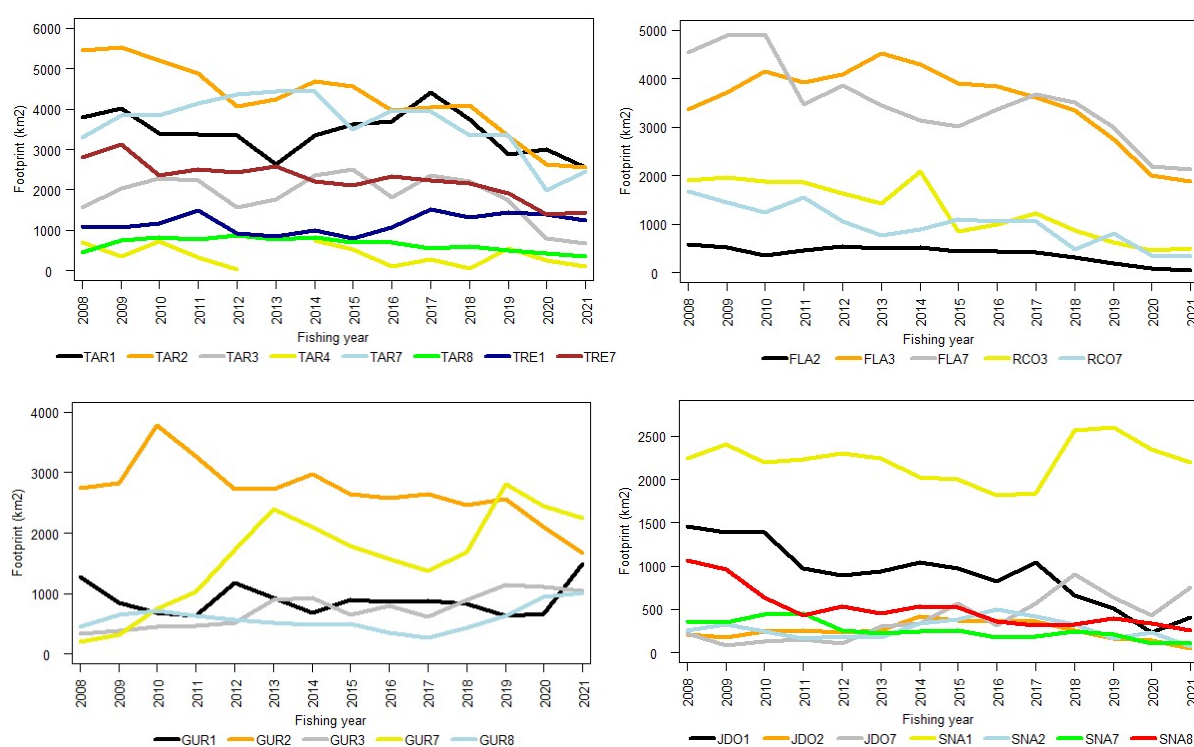 Footprint (km2)
6000
5000
4000
3000
2000
1000
0
2008 2009 2010 2011 2012 2013 2014 2015 2016 2017 2018 2019 2020 2021
Fishing year
TAR1 TAR2 TAR3 TAR4 TAR7 TAR8 TRE1 TRE7
Footprint (km2)
5000
4000
3000
2000
1000
0
2008 2009 2010 2011 2012 2013 2014 2015 2016 2017 2018 2019 2020 2021
Fishing year
FLA2 FLA3 FLA7 RCO3 RCO7
Footprint (km2)
4000
3000
2000
1000
0
2008 2009 2010 2011 2012 2013 2014 2015 2016 2017 2018 2019 2020 2021
Fishing year
GUR1 GUR2 GUR3 GUR7 GUR8
Footprint (km2)
2500
2000
1500
1000
500
0
2008 2009 2010 2011 2012 2013 2014 2015 2016 2017 2018 2019 2020 2021
Fishing year
JDO1 JDO2 JDO7 SNA1 SNA2 SNA7 SNA8